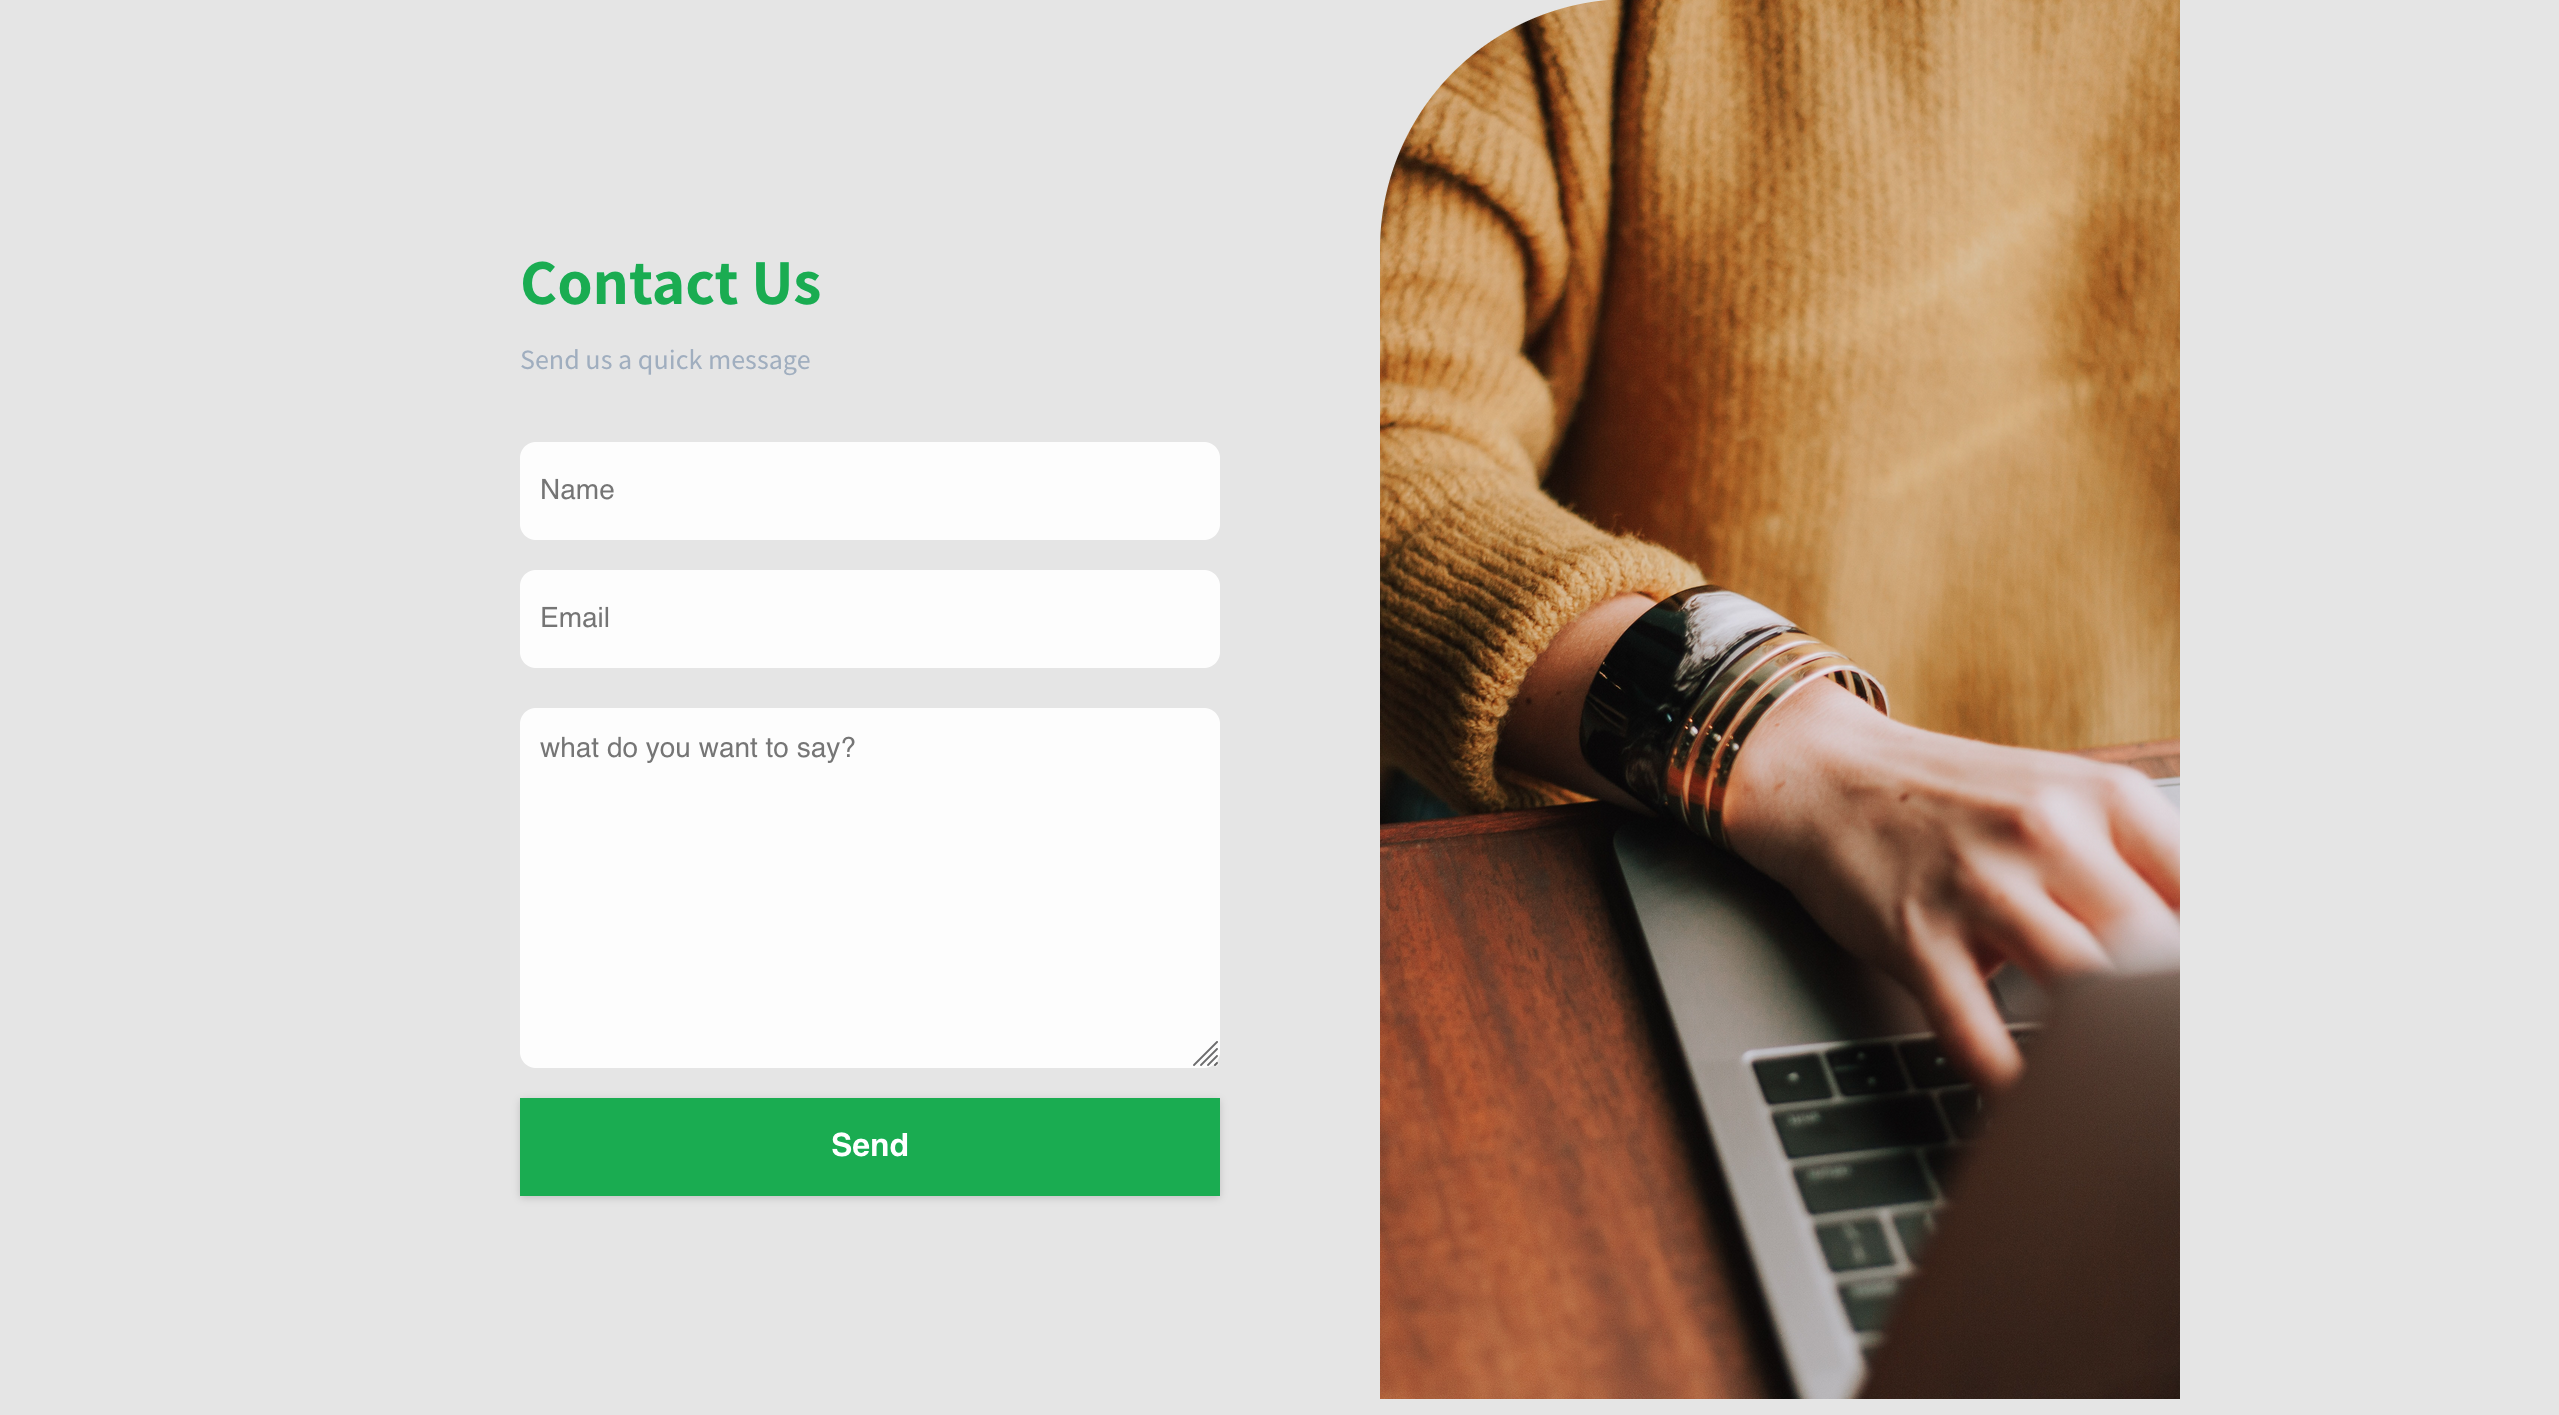 Contact Us
Send us a quick message
Name
Email
what do you want to say?
Send